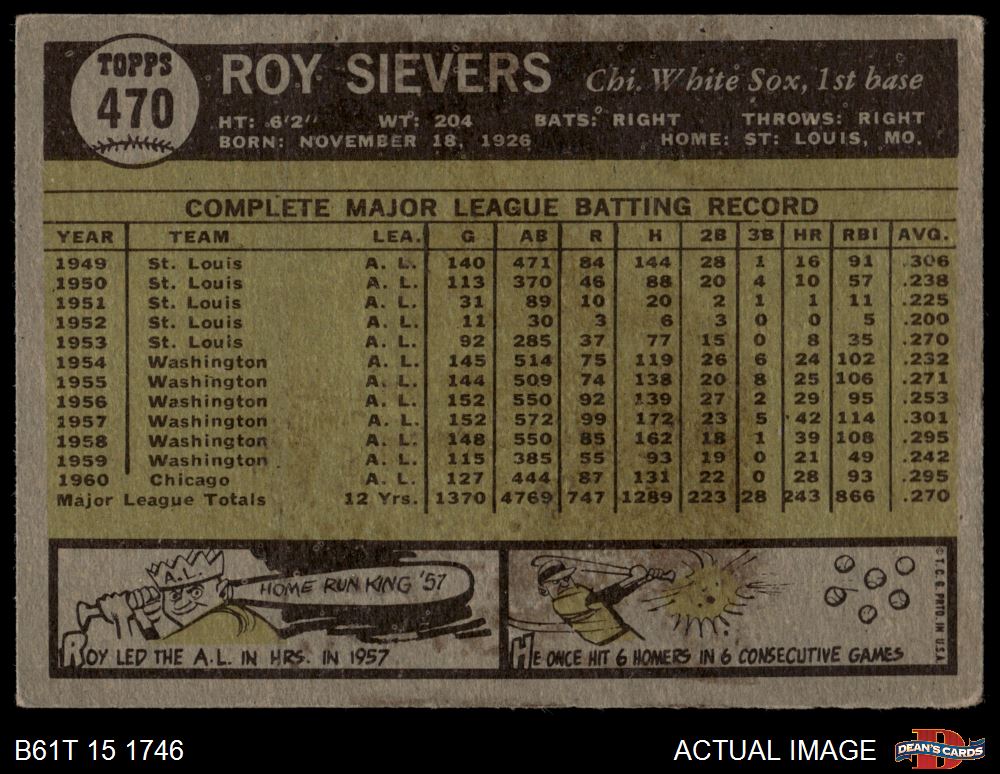 TOPPS
470
ROY SIEVERS Chi. White Sox, 1st base
HT: 6'2" WT: 204 BATS: RIGHT THROWS: RIGHT
BORN: NOVEMBER 18, 1926 HOME: ST: LOUIS, MO.
COMPLETE MAJOR LEAGUE BATTING RECORD
YEAR TEAM LEA. G AB R H 2B 3B HR RBI AVG.
1949 St. Louis A. L. 140 471 84 144 28 1 16 91 .306
1950 St. Louis A. L. 113 370 46 88 20 4 10 57 .238
1951 St. Louis A. L. 31 89 10 20 2 1 1 11 .225
1952 St. Louis A. L. 11 30 3 6 3 0 0 5 .200
1953 St. Louis A. L. 92 285 37 77 15 0 8 35 .270
1954 Washington A. L. 145 514 75 119 26 6 24 102 .232
1955 Washington A. L. 144 509 74 138 20 8 25 106 .271
1956 Washington A. L. 152 550 92 139 27 2 29 95 .253
1957 Washington A. L. 152 572 99 172 23 5 42 114 .301
1958 Washington A. L. 148 550 85 162 18 1 39 108 .295
1959 Washington A. L. 115 385 55 93 19 0 21 49 .242
1960 Chicago A. L. 127 444 87 131 22 0 28 93 .295
Major League Totals 12 Yrs. 1370 4769 747 1289 223 28 243 866 .270
A.L.
HOME RUN KING '57
ROY LED THE A.L. IN HRS. IN 1957
HE ONCE HIT 6 HOMERS IN 6 CONSECUTIVE GAMES
© T. C. G. PRTD. IN U.S.A.
B61T 15 1746 ACTUAL IMAGE
DEAN'S CARDS